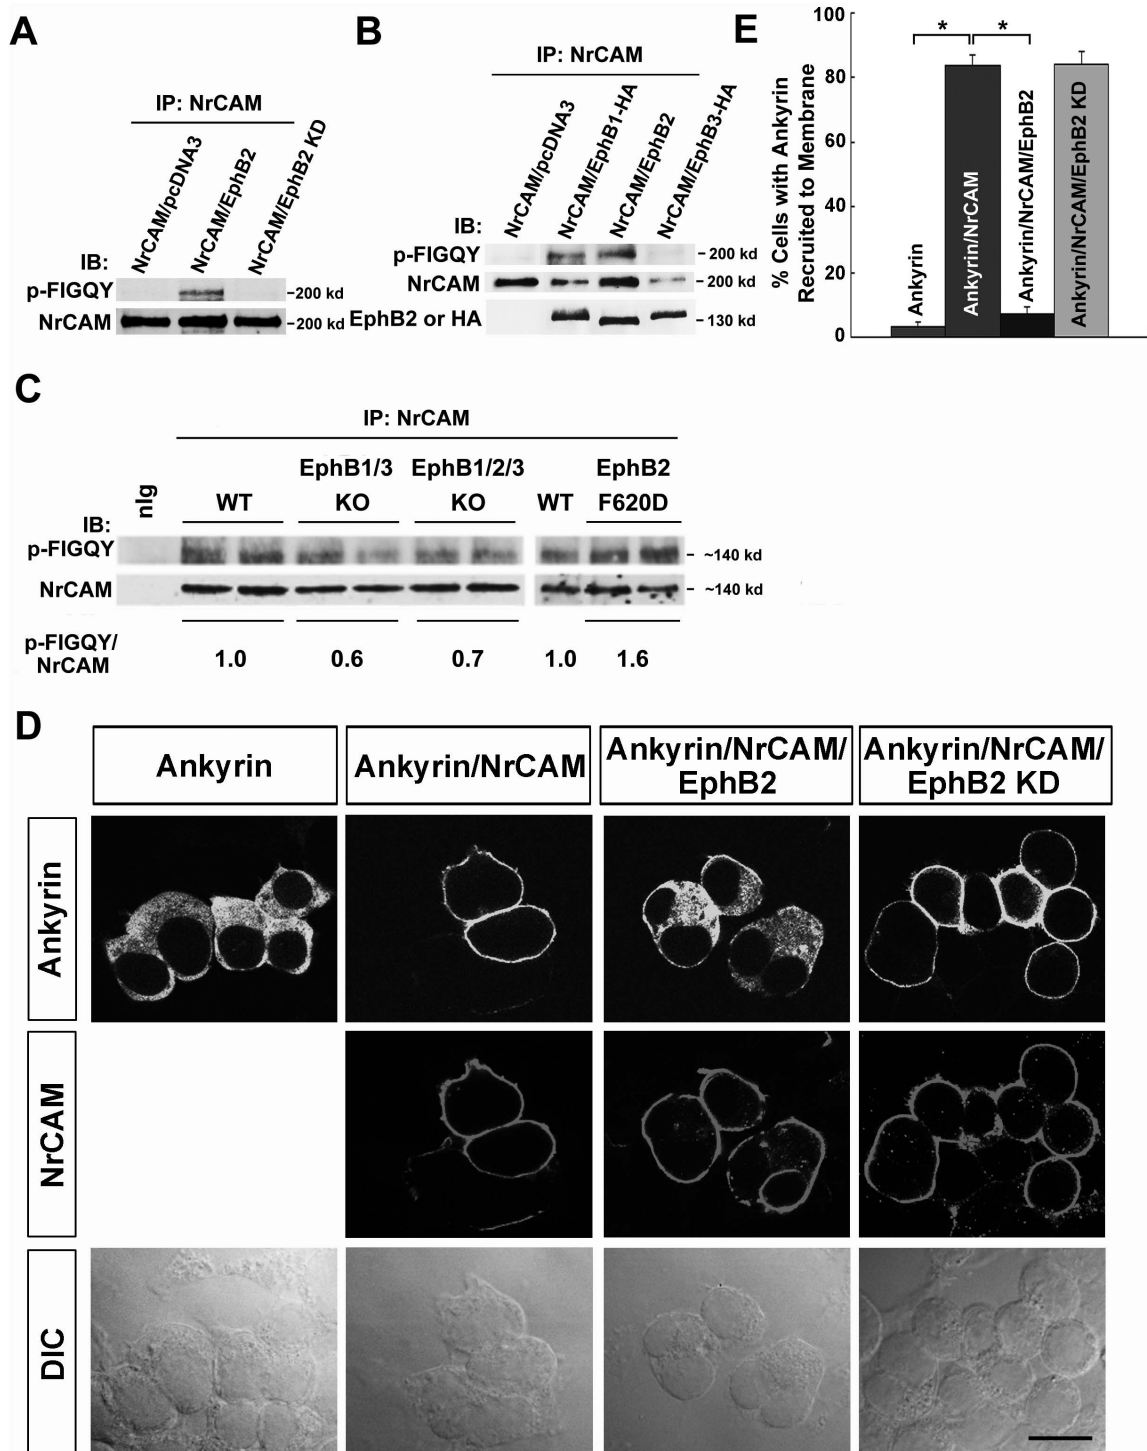 A
IP: NrCAM
NrCAM/pcDNA3
NrCAM/EphB2
NrCAM/EphB2 KD
IB:
p-FIGQY
200 kd
NrCAM
200 kd
B
IP: NrCAM
NrCAM/pcDNA3
NrCAM/EphB1-HA
NrCAM/EphB2
NrCAM/EphB3-HA
IB:
p-FIGQY
200 kd
NrCAM
200 kd
EphB2 or HA
130 kd
E
% Cells with Ankyrin
Recruited to Membrane
100
80
60
40
20
0
* *
Ankyrin
Ankyrin/NrCAM
Ankyrin/NrCAM/EphB2
Ankyrin/NrCAM/EphB2 KD
C
IP: NrCAM
nIg
WT
EphB1/3
KO
EphB1/2/3
KO
WT
EphB2
F620D
IB:
p-FIGQY
~140 kd
NrCAM
~140 kd
p-FIGQY/
NrCAM
1.0 0.6 0.7 1.0 1.6
D
Ankyrin
Ankyrin/NrCAM
Ankyrin/NrCAM/
EphB2
Ankyrin/NrCAM/
EphB2 KD
Ankyrin
NrCAM
DIC